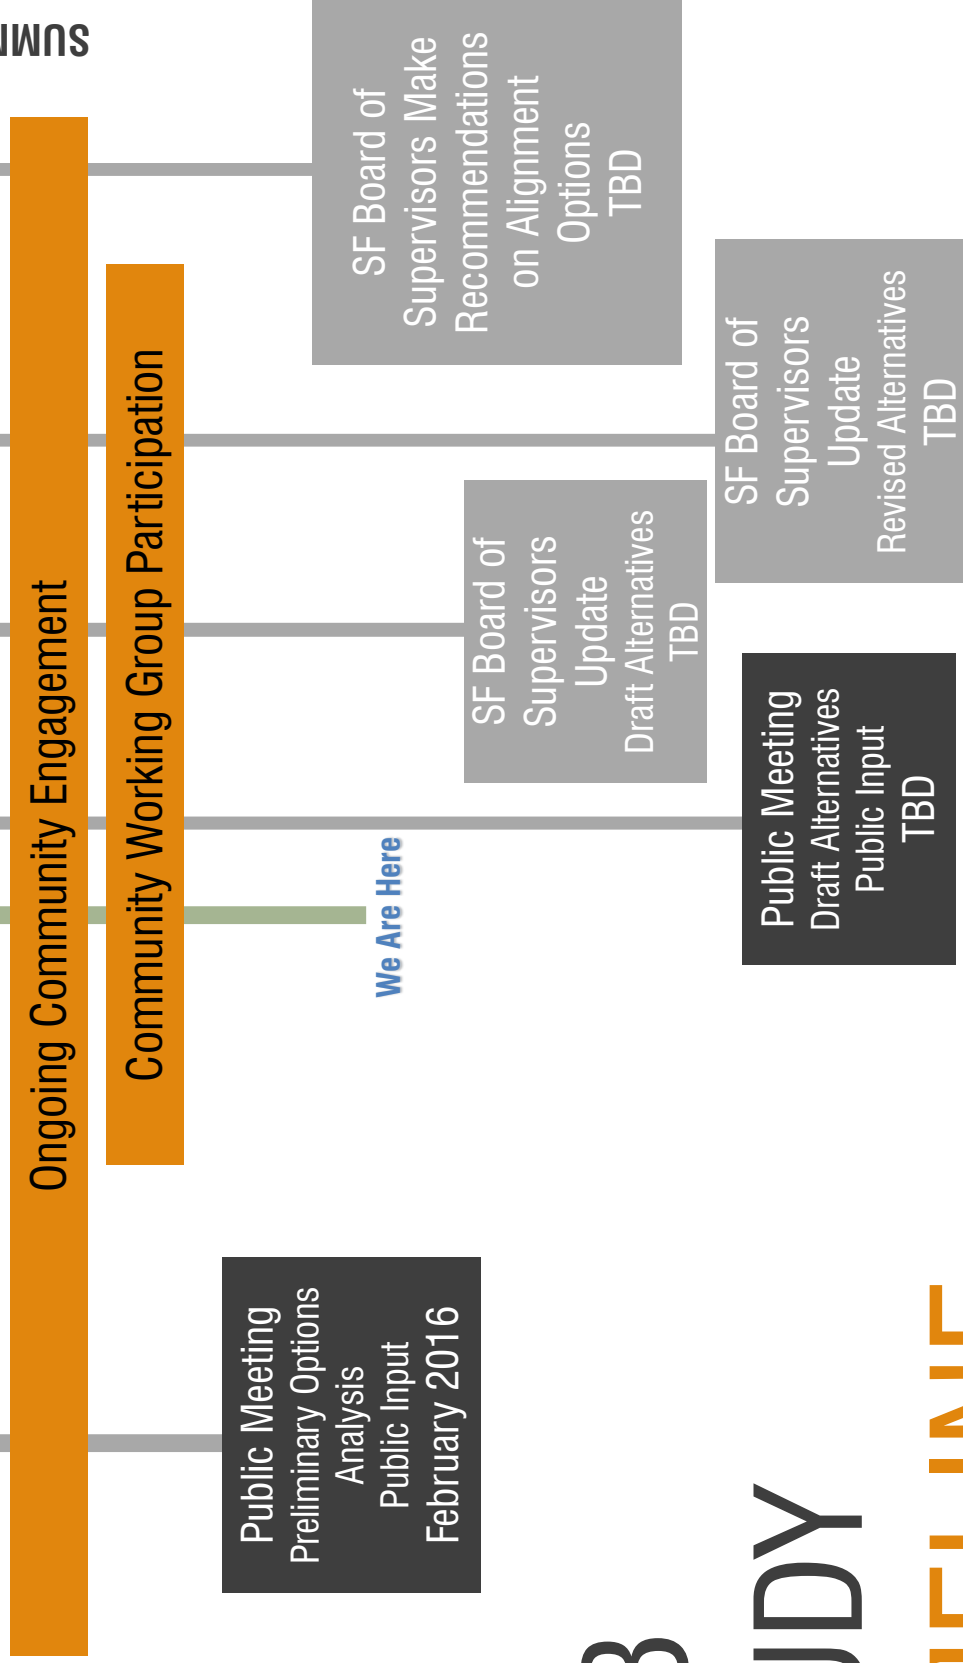 Ongoing Community Engagement
Community Working Group Participation
Public Meeting
Preliminary Options
Analysis
Public Input
February 2016
We Are Here
Public Meeting
Draft Alternatives
Public Input
TBD
SF Board of
Supervisors
Update
Draft Alternatives
TBD
SF Board of
Supervisors
Update
Revised Alternatives
TBD
SF Board of
Supervisors Make
Recommendations
on Alignment
Options
TBD